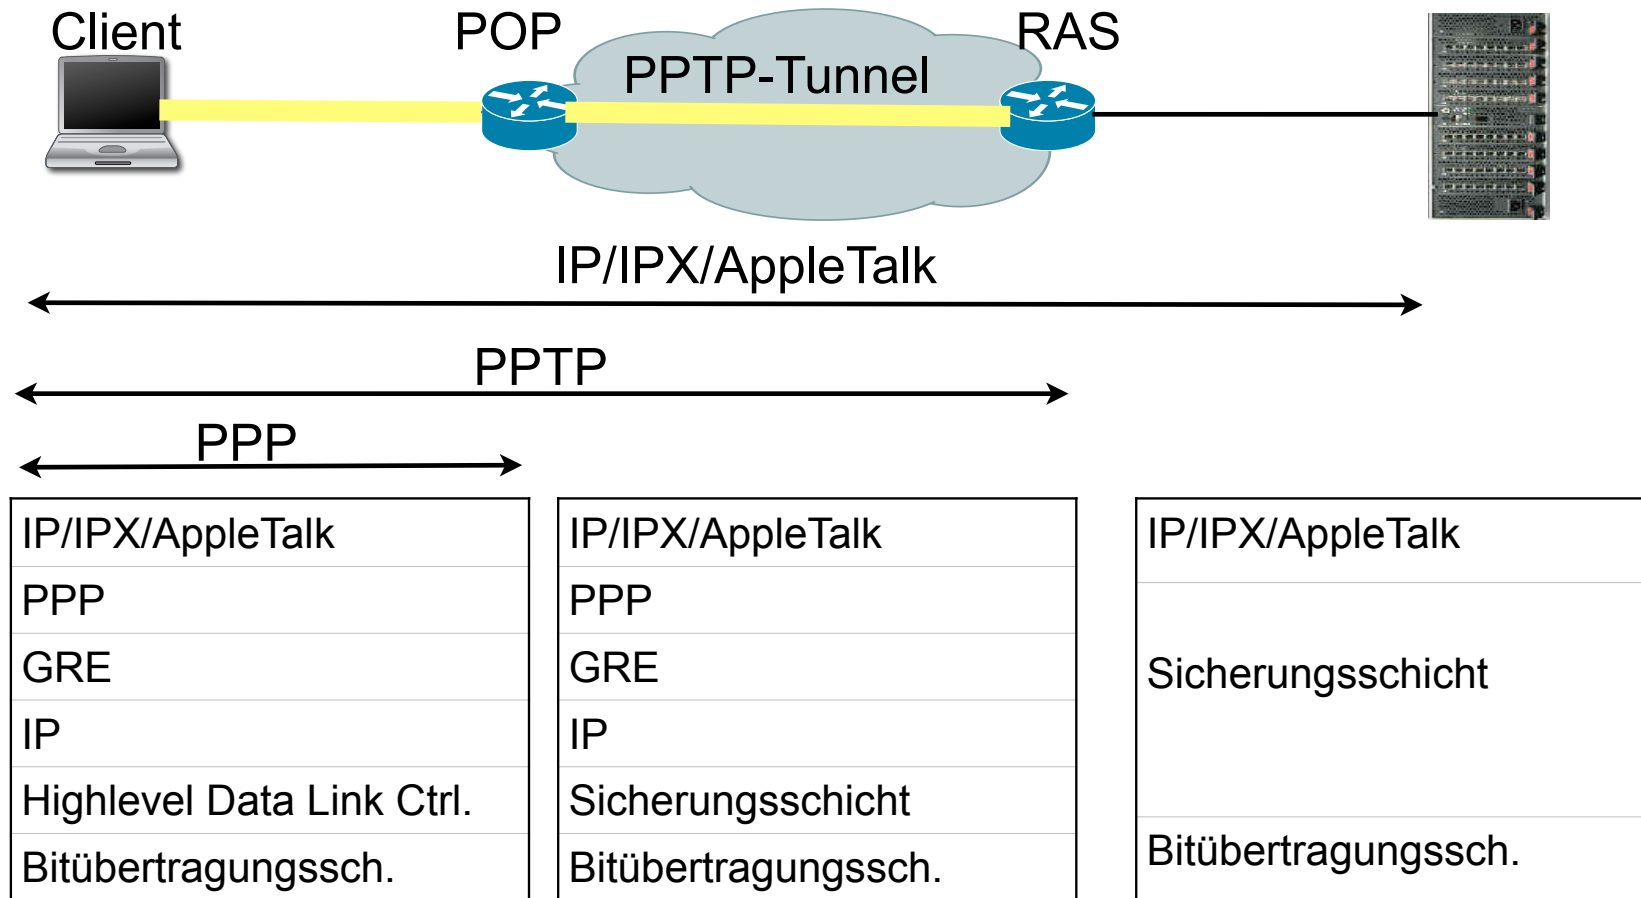 Client
POP
RAS
PPTP-Tunnel
IP/IPX/AppleTalk
PPTP
PPP
IP/IPX/AppleTalk
PPP
GRE
IP
Highlevel Data Link Ctrl.
Bitübertragungssch.
IP/IPX/AppleTalk
PPP
GRE
IP
Sicherungsschicht
Bitübertragungssch.
IP/IPX/AppleTalk
Sicherungsschicht
Bitübertragungssch.